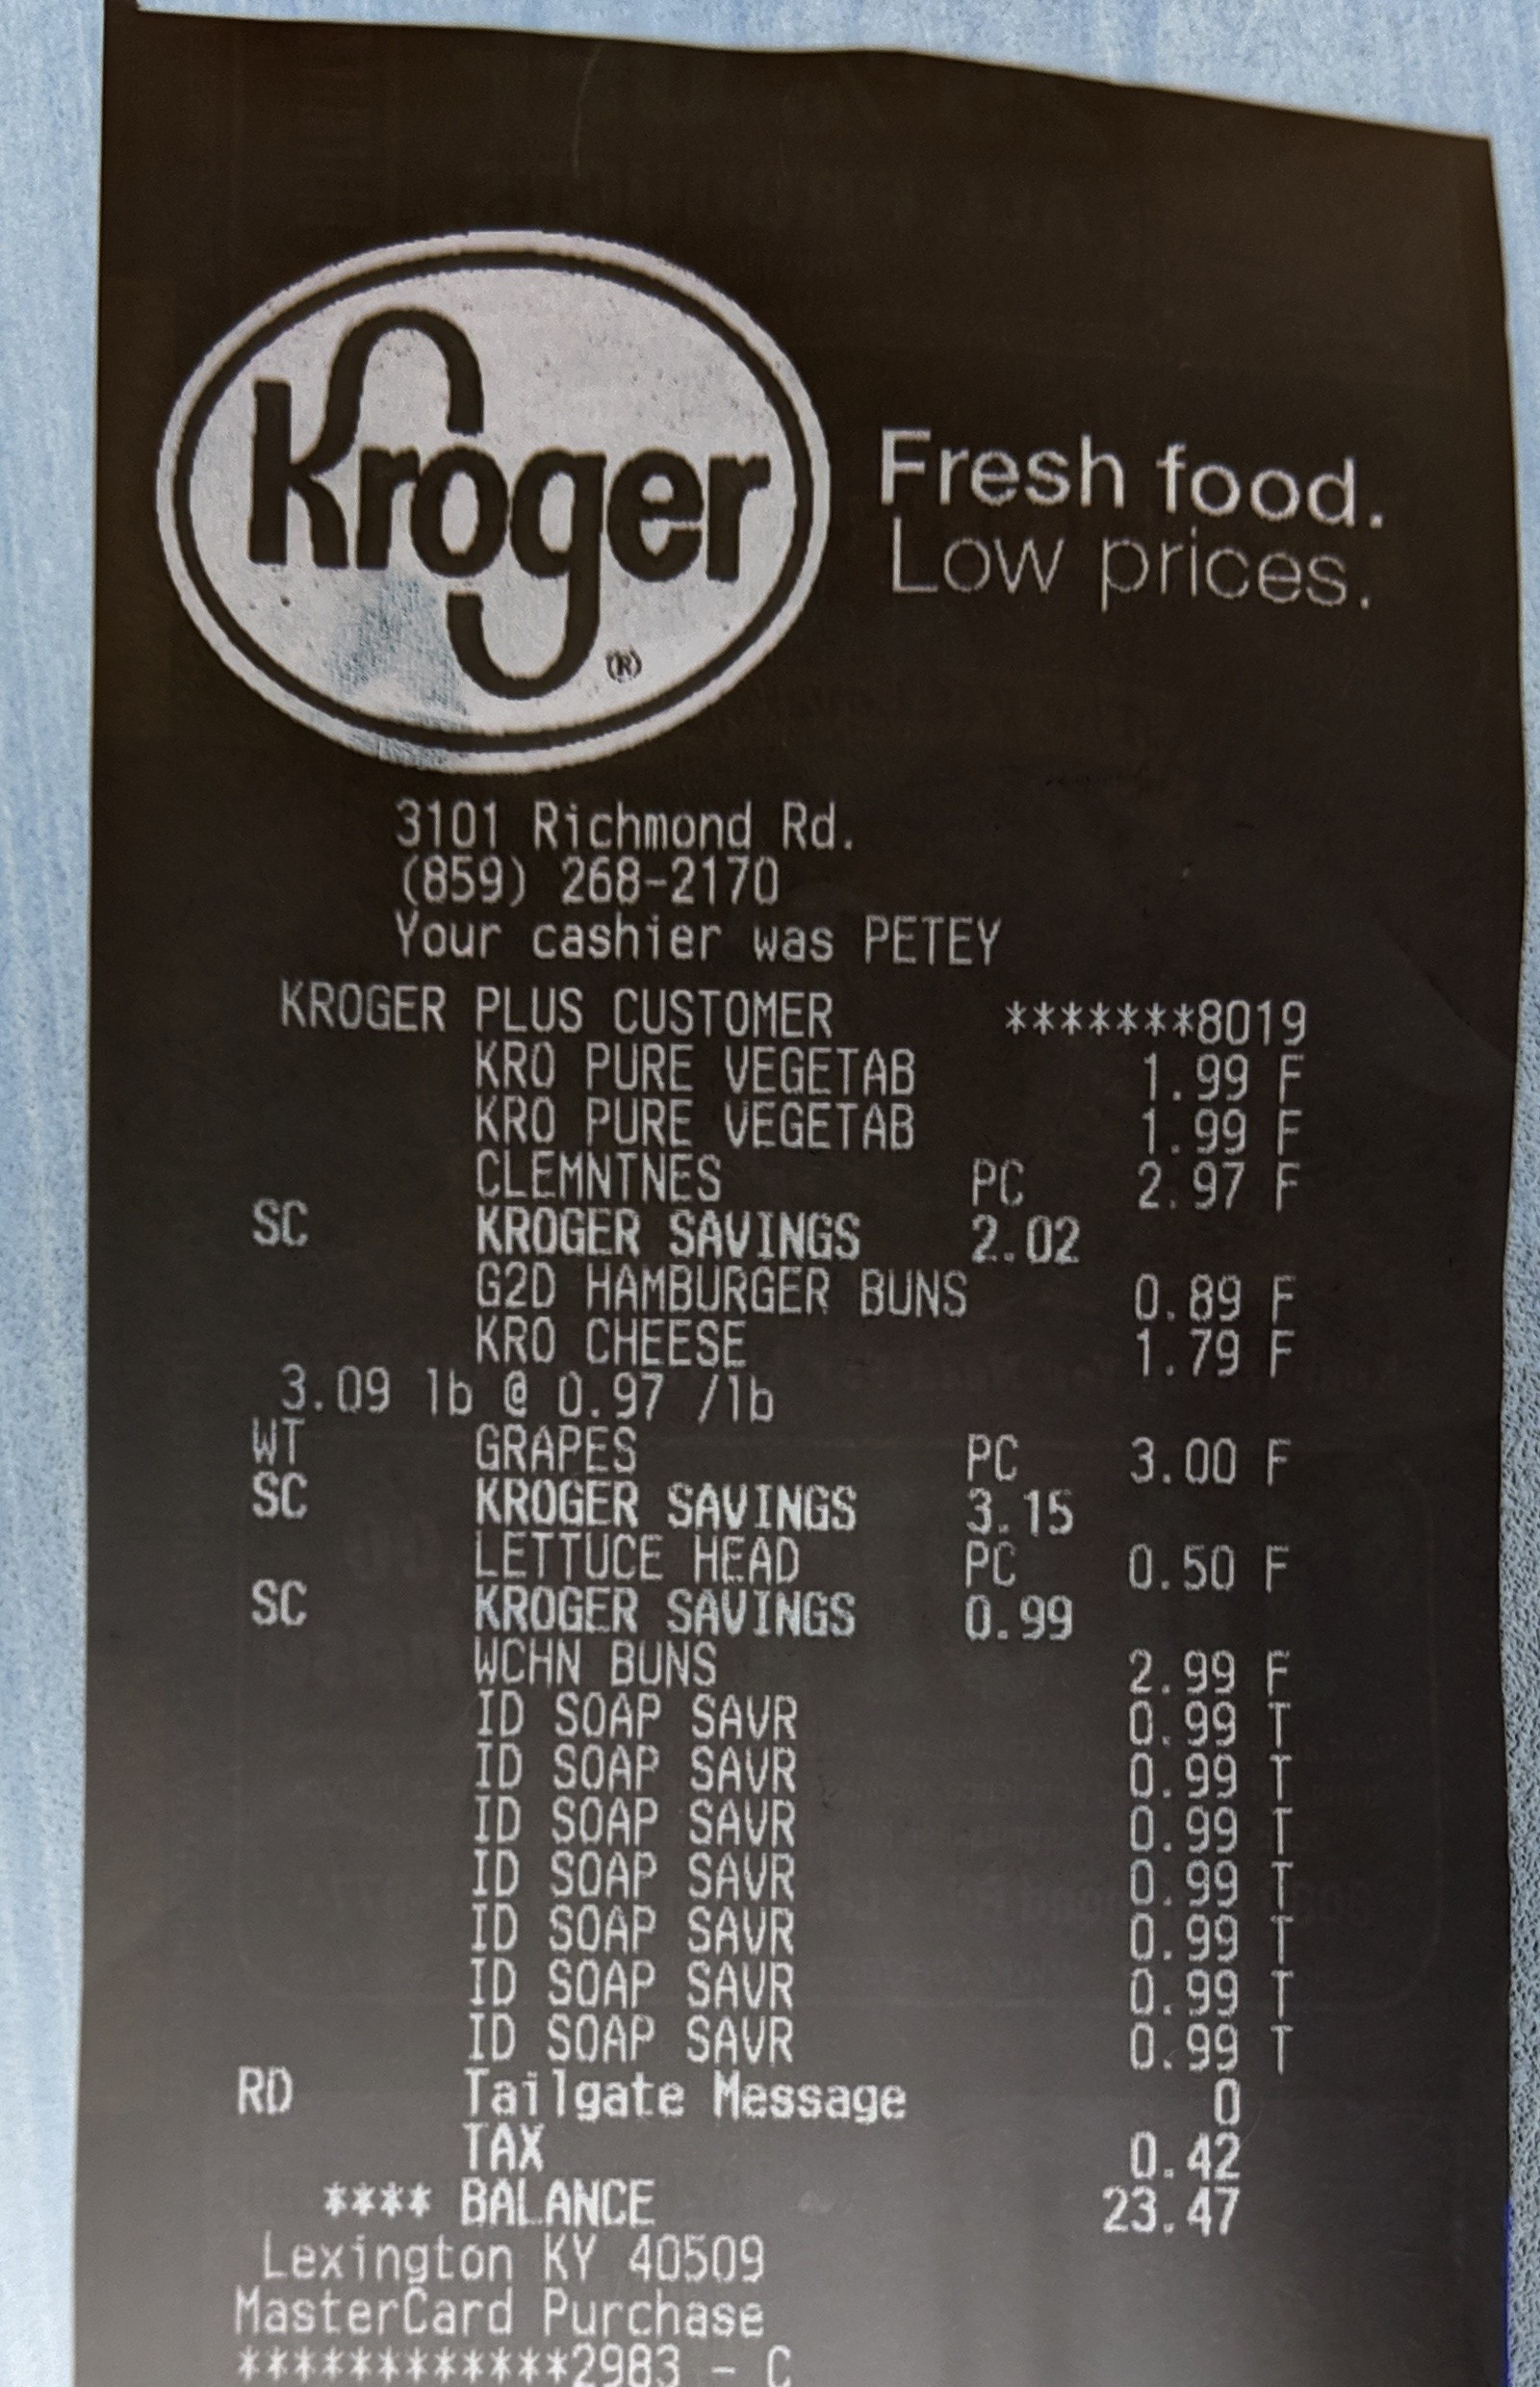 Kroger
(R)
Fresh food.
Low prices.
3101 Richmond Rd.
(859) 268-2170
Your cashier was PETEY
KROGER PLUS CUSTOMER *******8019
KRO PURE VEGETAB 1.99 F
KRO PURE VEGETAB 1.99 F
CLEMNTNES PC 2.97 F
SC KROGER SAVINGS 2.02
G2D HAMBURGER BUNS 0.89 F
KRO CHEESE 1.79 F
3.09 lb @ 0.97 /lb
WT GRAPES PC 3.00 F
SC KROGER SAVINGS 3.15
LETTUCE HEAD PC 0.50 F
SC KROGER SAVINGS 0.99
WCHN BUNS 2.99 F
ID SOAP SAVR 0.99 T
ID SOAP SAVR 0.99 T
ID SOAP SAVR 0.99 T
ID SOAP SAVR 0.99 T
ID SOAP SAVR 0.99 T
ID SOAP SAVR 0.99 T
ID SOAP SAVR 0.99 T
RD Tailgate Message 0
TAX 0.42
**** BALANCE 23.47
Lexington KY 40509
MasterCard Purchase
************2983 - C